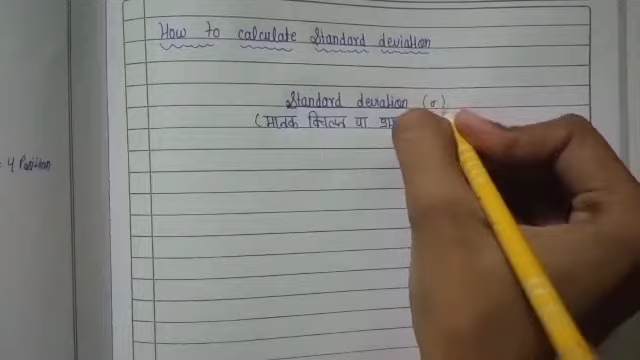 How to calculate Standard deviation
Standard deviation (σ)
(मानक विचलन या
= 4 Position